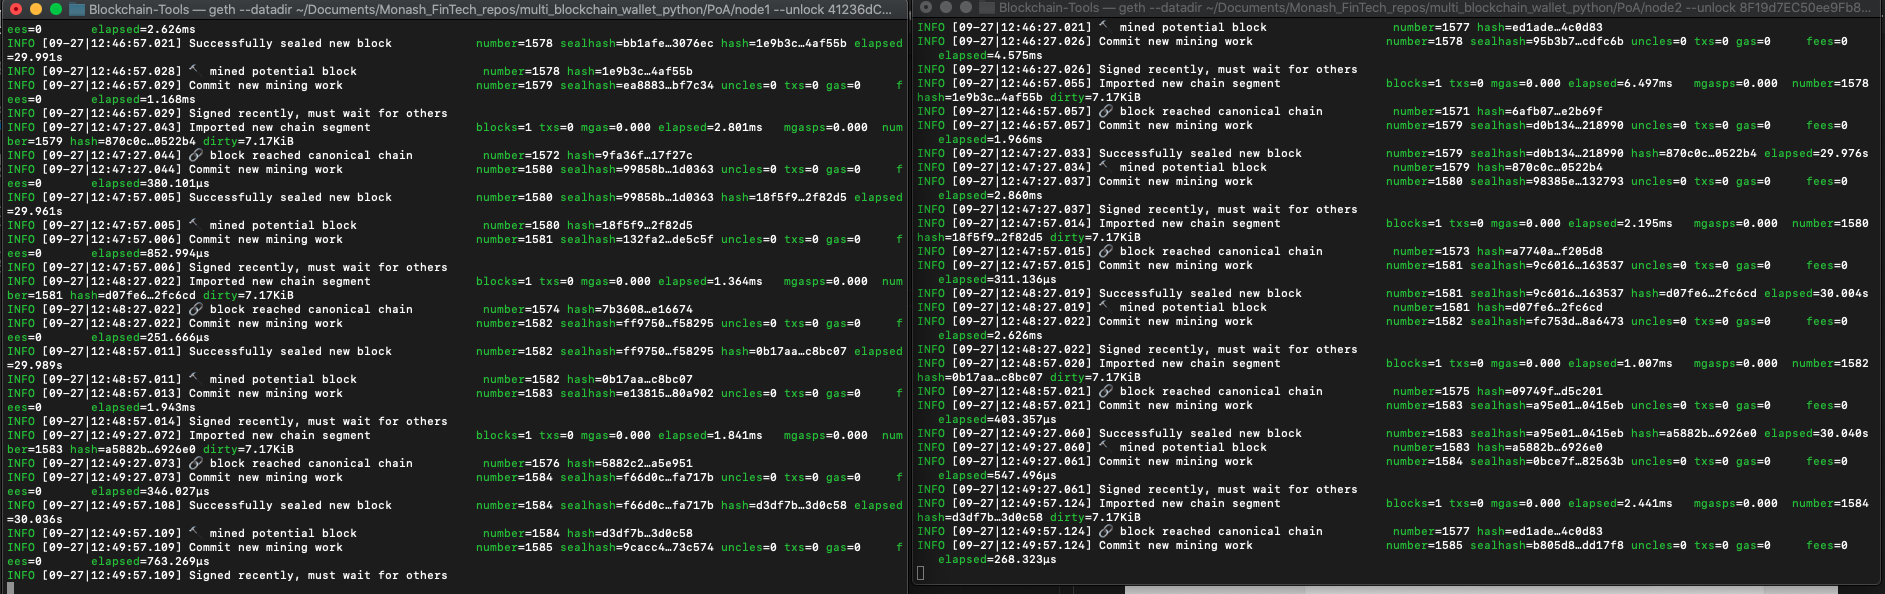 Blockchain-Tools — geth --datadir ~/Documents/Monash_FinTech_repos/multi_blockchain_wallet_python/PoA/node1 --unlock 41236dC...
ees=0 elapsed=2.626ms
INFO [09-27|12:46:57.021] Successfully sealed new block number=1578 sealhash=bb1afe…3076ec hash=1e9b3c…4af55b elapsed
=29.991s
INFO [09-27|12:46:57.028] 🔨 mined potential block number=1578 hash=1e9b3c…4af55b
INFO [09-27|12:46:57.029] Commit new mining work number=1579 sealhash=ea8883…bf7c34 uncles=0 txs=0 gas=0 f
ees=0 elapsed=1.168ms
INFO [09-27|12:46:57.029] Signed recently, must wait for others
INFO [09-27|12:47:27.043] Imported new chain segment blocks=1 txs=0 mgas=0.000 elapsed=2.801ms mgasps=0.000 num
ber=1579 hash=870c0c…0522b4 dirty=7.17KiB
INFO [09-27|12:47:27.044] 🔗 block reached canonical chain number=1572 hash=9fa36f…17f27c
INFO [09-27|12:47:27.044] Commit new mining work number=1580 sealhash=99858b…1d0363 uncles=0 txs=0 gas=0 f
ees=0 elapsed=380.101µs
INFO [09-27|12:47:57.005] Successfully sealed new block number=1580 sealhash=99858b…1d0363 hash=18f5f9…2f82d5 elapsed
=29.961s
INFO [09-27|12:47:57.005] 🔨 mined potential block number=1580 hash=18f5f9…2f82d5
INFO [09-27|12:47:57.006] Commit new mining work number=1581 sealhash=132fa2…de5c5f uncles=0 txs=0 gas=0 f
ees=0 elapsed=852.994µs
INFO [09-27|12:47:57.006] Signed recently, must wait for others
INFO [09-27|12:48:27.022] Imported new chain segment blocks=1 txs=0 mgas=0.000 elapsed=1.364ms mgasps=0.000 num
ber=1581 hash=d07fe6…2fc6cd dirty=7.17KiB
INFO [09-27|12:48:27.022] 🔗 block reached canonical chain number=1574 hash=7b3608…e16674
INFO [09-27|12:48:27.022] Commit new mining work number=1582 sealhash=ff9750…f58295 uncles=0 txs=0 gas=0 f
ees=0 elapsed=251.666µs
INFO [09-27|12:48:57.011] Successfully sealed new block number=1582 sealhash=ff9750…f58295 hash=0b17aa…c8bc07 elapsed
=29.989s
INFO [09-27|12:48:57.011] 🔨 mined potential block number=1582 hash=0b17aa…c8bc07
INFO [09-27|12:48:57.013] Commit new mining work number=1583 sealhash=e13815…80a902 uncles=0 txs=0 gas=0 f
ees=0 elapsed=1.943ms
INFO [09-27|12:48:57.014] Signed recently, must wait for others
INFO [09-27|12:49:27.072] Imported new chain segment blocks=1 txs=0 mgas=0.000 elapsed=1.841ms mgasps=0.000 num
ber=1583 hash=a5882b…6926e0 dirty=7.17KiB
INFO [09-27|12:49:27.073] 🔗 block reached canonical chain number=1576 hash=5882c2…a5e951
INFO [09-27|12:49:27.073] Commit new mining work number=1584 sealhash=f66d0c…fa717b uncles=0 txs=0 gas=0 f
ees=0 elapsed=346.027µs
INFO [09-27|12:49:57.108] Successfully sealed new block number=1584 sealhash=f66d0c…fa717b hash=d3df7b…3d0c58 elapsed
=30.036s
INFO [09-27|12:49:57.109] 🔨 mined potential block number=1584 hash=d3df7b…3d0c58
INFO [09-27|12:49:57.109] Commit new mining work number=1585 sealhash=9cacc4…73c574 uncles=0 txs=0 gas=0 f
ees=0 elapsed=763.269µs
INFO [09-27|12:49:57.109] Signed recently, must wait for others
Blockchain-Tools — geth --datadir ~/Documents/Monash_FinTech_repos/multi_blockchain_wallet_python/PoA/node2 --unlock 8F19d7EC50ee9Fb8...
INFO [09-27|12:46:27.021] 🔨 mined potential block number=1577 hash=ed1ade…4c0d83
INFO [09-27|12:46:27.026] Commit new mining work number=1578 sealhash=95b3b7…cdfc6b uncles=0 txs=0 gas=0 fees=0
elapsed=4.575ms
INFO [09-27|12:46:27.026] Signed recently, must wait for others
INFO [09-27|12:46:57.055] Imported new chain segment blocks=1 txs=0 mgas=0.000 elapsed=6.497ms mgasps=0.000 number=1578
hash=1e9b3c…4af55b dirty=7.17KiB
INFO [09-27|12:46:57.057] 🔗 block reached canonical chain number=1571 hash=6afb07…e2b69f
INFO [09-27|12:46:57.057] Commit new mining work number=1579 sealhash=d0b134…218990 uncles=0 txs=0 gas=0 fees=0
elapsed=1.966ms
INFO [09-27|12:47:27.033] Successfully sealed new block number=1579 sealhash=d0b134…218990 hash=870c0c…0522b4 elapsed=29.976s
INFO [09-27|12:47:27.034] 🔨 mined potential block number=1579 hash=870c0c…0522b4
INFO [09-27|12:47:27.037] Commit new mining work number=1580 sealhash=98385e…132793 uncles=0 txs=0 gas=0 fees=0
elapsed=2.860ms
INFO [09-27|12:47:27.037] Signed recently, must wait for others
INFO [09-27|12:47:57.014] Imported new chain segment blocks=1 txs=0 mgas=0.000 elapsed=2.195ms mgasps=0.000 number=1580
hash=18f5f9…2f82d5 dirty=7.17KiB
INFO [09-27|12:47:57.015] 🔗 block reached canonical chain number=1573 hash=a7740a…f205d8
INFO [09-27|12:47:57.015] Commit new mining work number=1581 sealhash=9c6016…163537 uncles=0 txs=0 gas=0 fees=0
elapsed=311.136µs
INFO [09-27|12:48:27.019] Successfully sealed new block number=1581 sealhash=9c6016…163537 hash=d07fe6…2fc6cd elapsed=30.004s
INFO [09-27|12:48:27.019] 🔨 mined potential block number=1581 hash=d07fe6…2fc6cd
INFO [09-27|12:48:27.022] Commit new mining work number=1582 sealhash=fc753d…8a6473 uncles=0 txs=0 gas=0 fees=0
elapsed=2.626ms
INFO [09-27|12:48:27.022] Signed recently, must wait for others
INFO [09-27|12:48:57.020] Imported new chain segment blocks=1 txs=0 mgas=0.000 elapsed=1.007ms mgasps=0.000 number=1582
hash=0b17aa…c8bc07 dirty=7.17KiB
INFO [09-27|12:48:57.021] 🔗 block reached canonical chain number=1575 hash=09749f…d5c201
INFO [09-27|12:48:57.021] Commit new mining work number=1583 sealhash=a95e01…0415eb uncles=0 txs=0 gas=0 fees=0
elapsed=403.357µs
INFO [09-27|12:49:27.060] Successfully sealed new block number=1583 sealhash=a95e01…0415eb hash=a5882b…6926e0 elapsed=30.040s
INFO [09-27|12:49:27.060] 🔨 mined potential block number=1583 hash=a5882b…6926e0
INFO [09-27|12:49:27.061] Commit new mining work number=1584 sealhash=0bce7f…82563b uncles=0 txs=0 gas=0 fees=0
elapsed=547.496µs
INFO [09-27|12:49:27.061] Signed recently, must wait for others
INFO [09-27|12:49:57.124] Imported new chain segment blocks=1 txs=0 mgas=0.000 elapsed=2.441ms mgasps=0.000 number=1584
hash=d3df7b…3d0c58 dirty=7.17KiB
INFO [09-27|12:49:57.124] 🔗 block reached canonical chain number=1577 hash=ed1ade…4c0d83
INFO [09-27|12:49:57.124] Commit new mining work number=1585 sealhash=b805d8…dd17f8 uncles=0 txs=0 gas=0 fees=0
elapsed=268.323µs